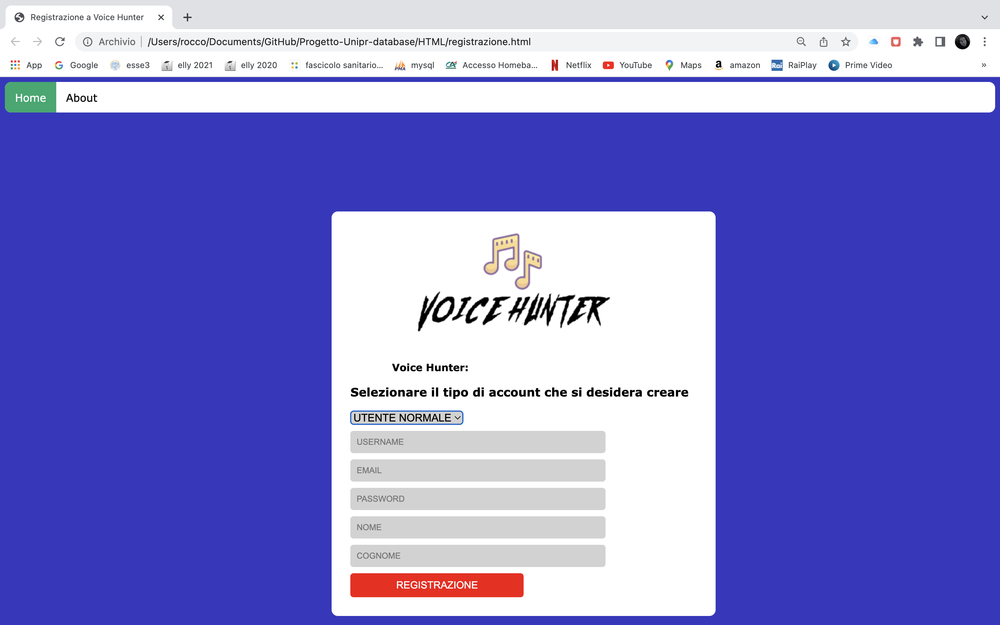 Registrazione a Voice Hunter
Archivio /Users/rocco/Documents/GitHub/Progetto-Unipr-database/HTML/registrazione.html
App Google esse3 elly 2021 elly 2020 fascicolo sanitario... PMA mysql Accesso Homeba... Netflix YouTube Maps amazon Rai RaiPlay Prime Video »
Home About
VOICE HUNTER
Voice Hunter:
Selezionare il tipo di account che si desidera creare
UTENTE NORMALE
USERNAME
EMAIL
PASSWORD
NOME
COGNOME
REGISTRAZIONE